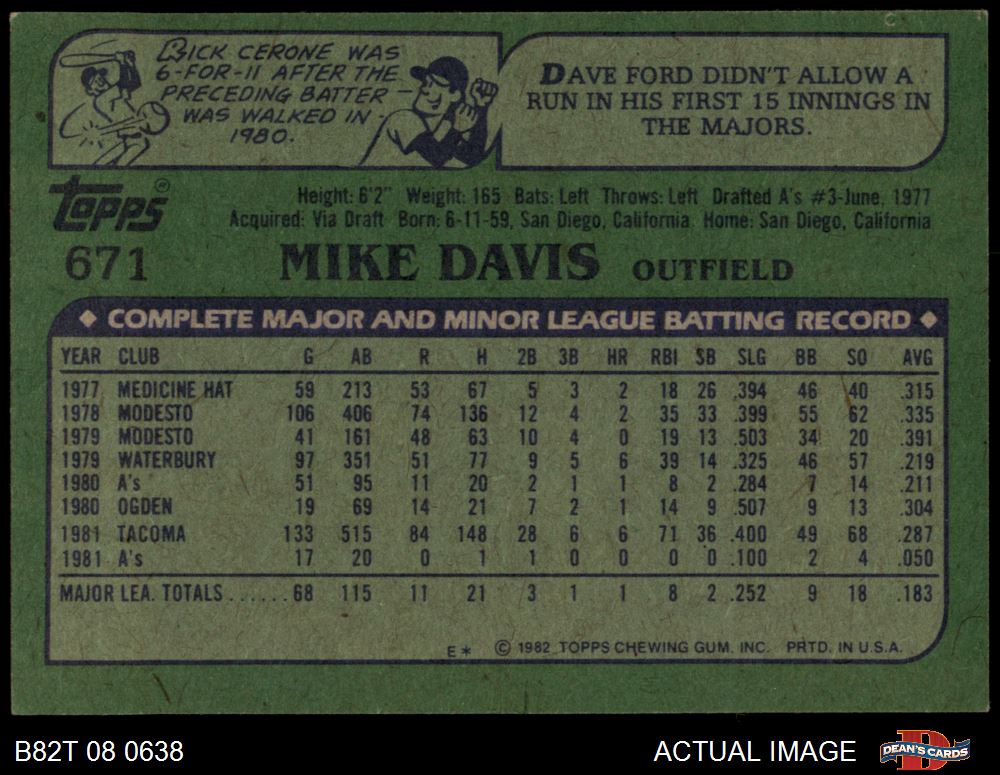 RICK CERONE WAS
6-FOR-11 AFTER THE
PRECEDING BATTER
WAS WALKED IN
1980.
DAVE FORD DIDN'T ALLOW A
RUN IN HIS FIRST 15 INNINGS IN
THE MAJORS.
TOPPS®
671
Height: 6'2" Weight: 165 Bats: Left Throws: Left Drafted A's #3-June, 1977
Acquired: Via Draft Born: 6-11-59, San Diego, California Home: San Diego, California
MIKE DAVIS OUTFIELD
◆ COMPLETE MAJOR AND MINOR LEAGUE BATTING RECORD ◆
YEAR CLUB G AB R H 2B 3B HR RBI SB SLG BB SO AVG
1977 MEDICINE HAT 59 213 53 67 5 3 2 18 26 .394 46 40 .315
1978 MODESTO 106 406 74 136 12 4 2 35 33 .399 55 62 .335
1979 MODESTO 41 161 48 63 10 4 0 19 13 .503 34 20 .391
1979 WATERBURY 97 351 51 77 9 5 6 39 14 .325 46 57 .219
1980 A's 51 95 11 20 2 1 1 8 2 .284 7 14 .211
1980 OGDEN 19 69 14 21 7 2 1 14 9 .507 9 13 .304
1981 TACOMA 133 515 84 148 28 6 6 71 36 .400 49 68 .287
1981 A's 17 20 0 1 1 0 0 0 0 .100 2 4 .050
MAJOR LEA. TOTALS ...... 68 115 11 21 3 1 1 8 2 .252 9 18 .183
E* © 1982 TOPPS CHEWING GUM. INC. PRTD. IN U.S.A.
B82T 08 0638
ACTUAL IMAGE
DEAN'S CARDS